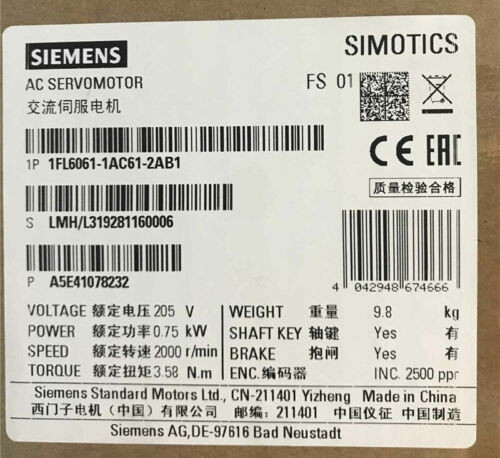 SIEMENS
SIMOTICS
AC SERVOMOTOR
FS 01
交流伺服电机
1P 1FL6061-1AC61-2AB1
CE EAC
质量检验合格
S LMH/L319281160006
P A5E41078232
4 042948 674666
VOLTAGE 额定电压 205 V
WEIGHT 重量 9.8 kg
POWER 额定功率 0.75 kW
SHAFT KEY 轴键 Yes 有
SPEED 额定转速 2000 r/min
BRAKE 抱闸 Yes 有
TORQUE 额定扭矩 3.58 N.m
ENC.编码器 INC. 2500 ppr
Siemens Standard Motors Ltd., CN-211401 Yizheng Made in China
西门子电机（中国）有限公司 邮编：211401 中国仪征 中国制造
Siemens AG,DE-97616 Bad Neustadt